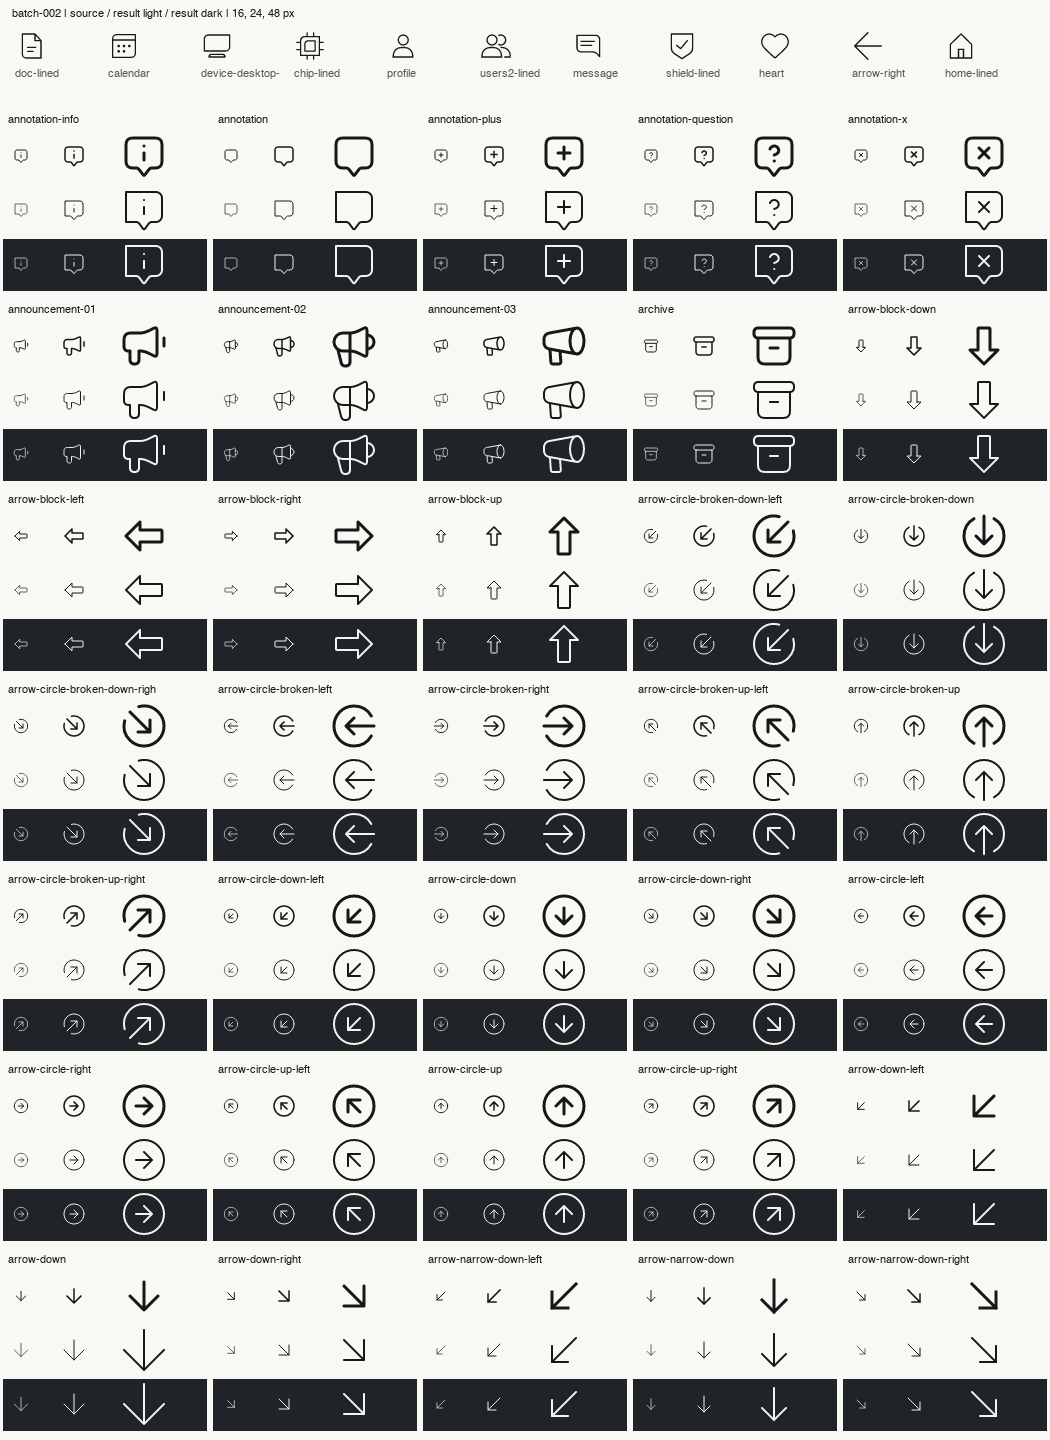 batch-002 | source / result light / result dark | 16, 24, 48 px
doc-lined calendar device-desktop- chip-lined profile users2-lined message shield-lined heart arrow-right home-lined
annotation-info annotation annotation-plus annotation-question annotation-x
announcement-01 announcement-02 announcement-03 archive arrow-block-down
arrow-block-left arrow-block-right arrow-block-up arrow-circle-broken-down-left arrow-circle-broken-down
arrow-circle-broken-down-righ arrow-circle-broken-left arrow-circle-broken-right arrow-circle-broken-up-left arrow-circle-broken-up
arrow-circle-broken-up-right arrow-circle-down-left arrow-circle-down arrow-circle-down-right arrow-circle-left
arrow-circle-right arrow-circle-up-left arrow-circle-up arrow-circle-up-right arrow-down-left
arrow-down arrow-down-right arrow-narrow-down-left arrow-narrow-down arrow-narrow-down-right